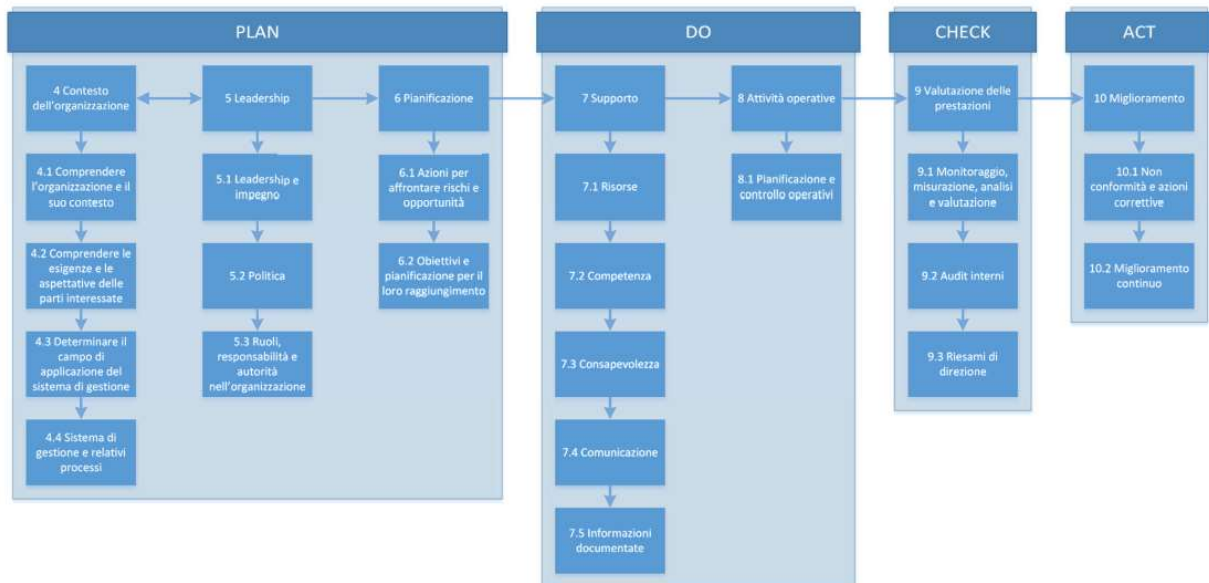 PLAN
DO
CHECK
ACT
4 Contesto
dell'organizzazione
5 Leadership
6 Pianificazione
7 Supporto
8 Attività operative
9 Valutazione delle
prestazioni
10 Miglioramento
4.1 Comprendere
l'organizzazione e il
suo contesto
5.1 Leadership e
impegno
6.1 Azioni per
affrontare rischi e
opportunità
7.1 Risorse
8.1 Pianificazione e
controllo operativi
9.1 Monitoraggio,
misurazione, analisi
e valutazione
10.1 Non
conformità e azioni
correttive
4.2 Comprendere le
esigenze e le
aspettative delle
parti interessate
5.2 Politica
6.2 Obiettivi e
pianificazione per il
loro raggiungimento
7.2 Competenza
9.2 Audit interni
10.2 Miglioramento
continuo
4.3 Determinare il
campo di
applicazione del
sistema di gestione
5.3 Ruoli,
responsabilità e
autorità
nell'organizzazione
7.3 Consapevolezza
9.3 Riesami di
direzione
4.4 Sistema di
gestione e relativi
processi
7.4 Comunicazione
7.5 Informazioni
documentate